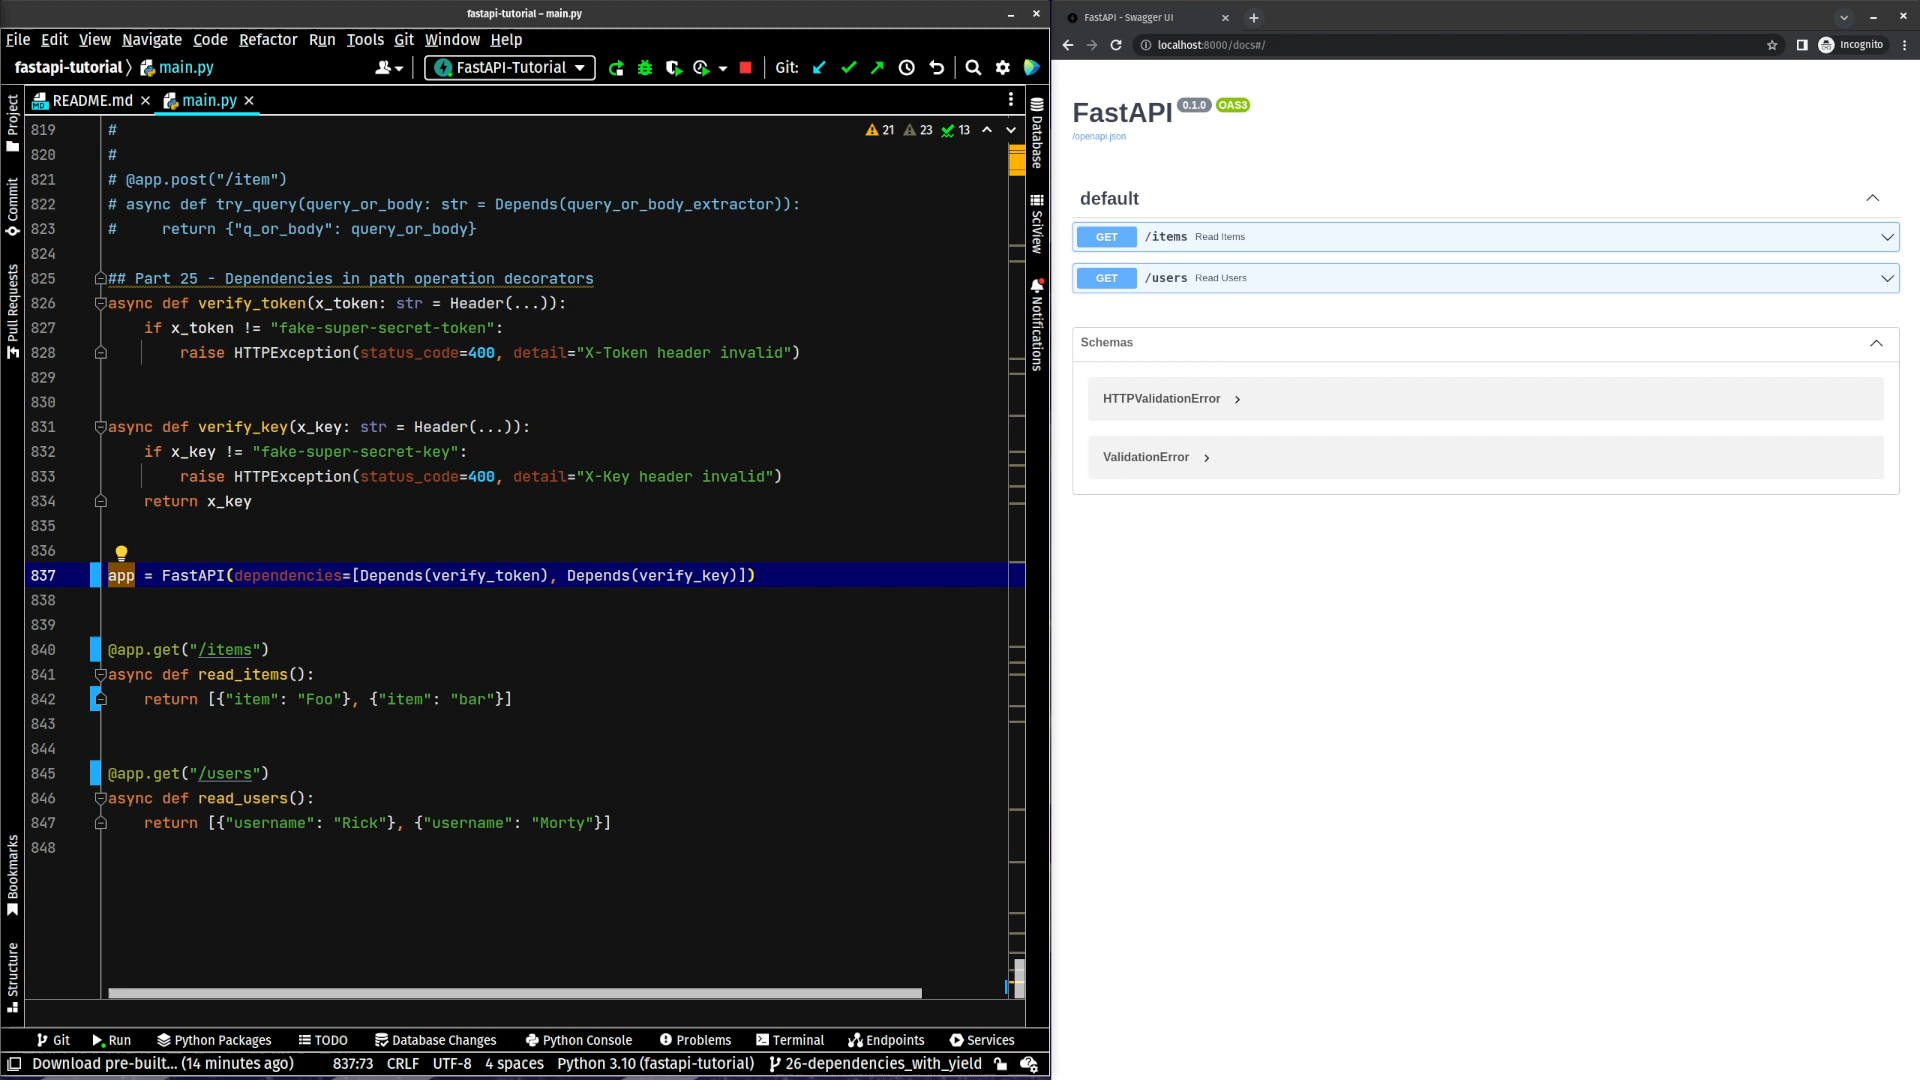 fastapi-tutorial – main.py
File Edit View Navigate Code Refactor Run Tools Git Window Help
fastapi-tutorial main.py FastAPI-Tutorial Git:
README.md main.py
21 23 13
819 #
820 #
821 # @app.post("/item")
822 # async def try_query(query_or_body: str = Depends(query_or_body_extractor)):
823 #     return {"q_or_body": query_or_body}
824
825 ## Part 25 - Dependencies in path operation decorators
826 async def verify_token(x_token: str = Header(...)):
827     if x_token != "fake-super-secret-token":
828         raise HTTPException(status_code=400, detail="X-Token header invalid")
829
830
831 async def verify_key(x_key: str = Header(...)):
832     if x_key != "fake-super-secret-key":
833         raise HTTPException(status_code=400, detail="X-Key header invalid")
834     return x_key
835
836
837 app = FastAPI(dependencies=[Depends(verify_token), Depends(verify_key)])
838
839
840 @app.get("/items")
841 async def read_items():
842     return [{"item": "Foo"}, {"item": "bar"}]
843
844
845 @app.get("/users")
846 async def read_users():
847     return [{"username": "Rick"}, {"username": "Morty"}]
848
Project
Commit
Pull Requests
Bookmarks
Structure
Database
SciView
Notifications
Git Run Python Packages TODO Database Changes Python Console Problems Terminal Endpoints Services
Download pre-built... (14 minutes ago) 837:73 CRLF UTF-8 4 spaces Python 3.10 (fastapi-tutorial) 26-dependencies_with_yield
FastAPI - Swagger UI
localhost:8000/docs#/ Incognito
FastAPI 0.1.0 OAS3
/openapi.json
default
GET /items Read Items
GET /users Read Users
Schemas
HTTPValidationError
ValidationError